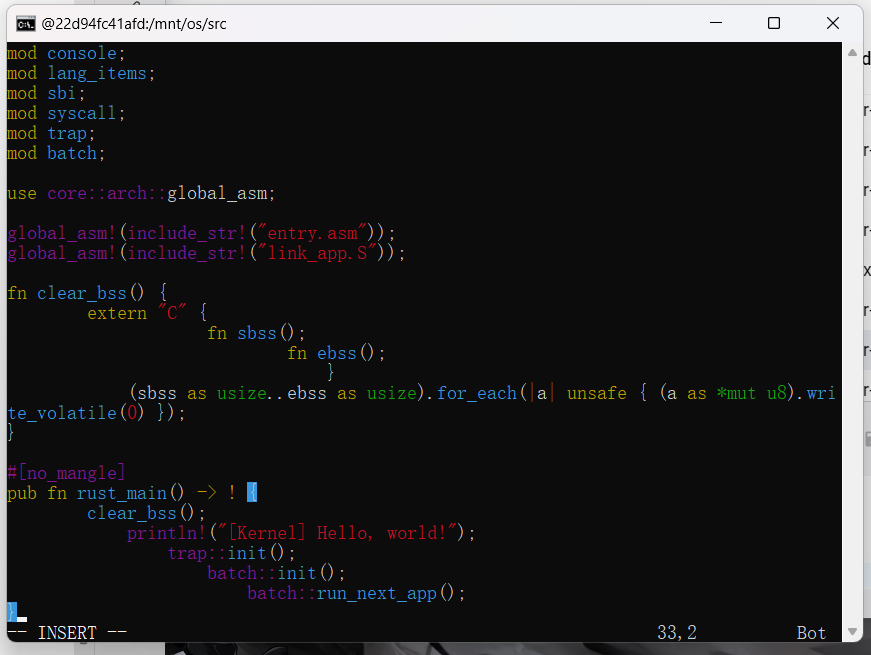 @22d94fc41afd:/mnt/os/src
mod console;
mod lang_items;
mod sbi;
mod syscall;
mod trap;
mod batch;
use core::arch::global_asm;
global_asm!(include_str!("entry.asm"));
global_asm!(include_str!("link_app.S"));
fn clear_bss() {
extern "C" {
fn sbss();
fn ebss();
}
(sbss as usize..ebss as usize).for_each(|a| unsafe { (a as *mut u8).wri
te_volatile(0) });
}
#[no_mangle]
pub fn rust_main() -> ! {
clear_bss();
println!("[Kernel] Hello, world!");
trap::init();
batch::init();
batch::run_next_app();
}
-- INSERT -- 33,2 Bot